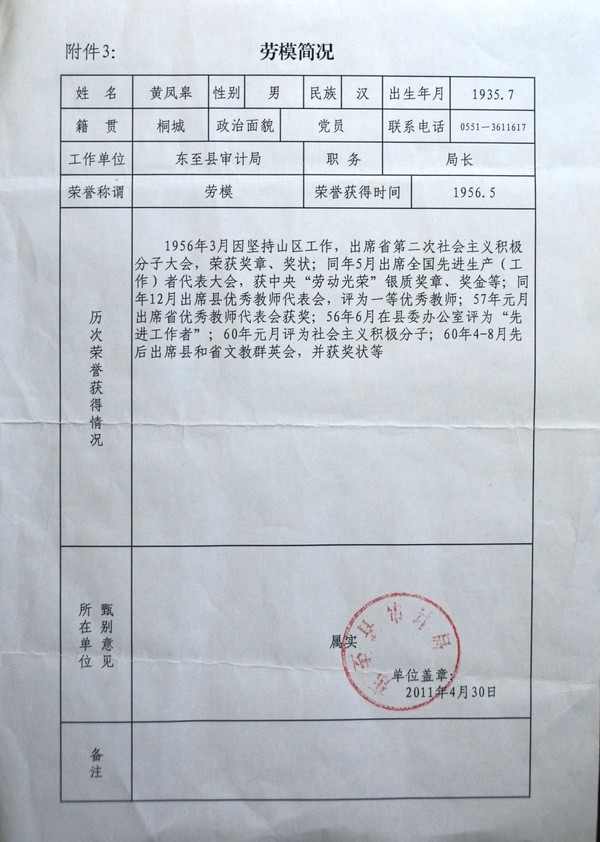 附件3:
劳模简况
姓 名 黄凤皋 性别 男 民族 汉 出生年月 1935.7
籍 贯 桐城 政治面貌 党员 联系电话 0551－3611617
工作单位 东至县审计局 职 务 局长
荣誉称谓 劳模 荣誉获得时间 1956.5
历次荣誉获得情况
1956年3月因坚持山区工作，出席省第二次社会主义积极
分子大会，荣获奖章、奖状；同年5月出席全国先进生产（工
作）者代表大会，获中央“劳动光荣”银质奖章、奖金等；同
年12月出席县优秀教师代表会，评为一等优秀教师；57年元月
出席省优秀教师代表会获奖；56年6月在县委办公室评为“先
进工作者”；60年元月评为社会主义积极分子；60年4-8月先
后出席县和省文教群英会，并获奖状等
所在单位
甄别意见
属实
东至县审计局
单位盖章:
2011年4月30日
备注